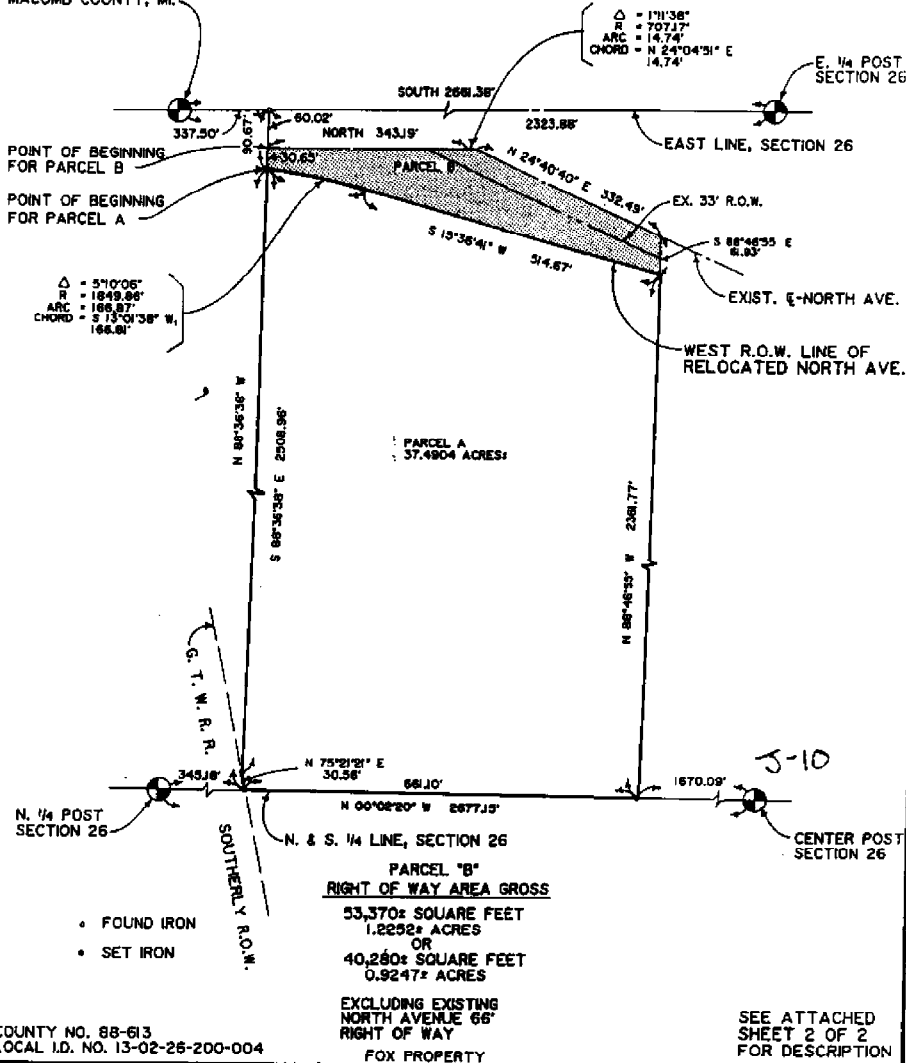 MACOMB COUNTY, MI.
Δ = 1°11'38"
R = 707.17'
ARC = 14.74'
CHORD = N 24°04'51" E
14.74'
E. 1/4 POST
SECTION 26
SOUTH 2661.38'
337.50'
60.02'
2323.88'
90.67'
NORTH 343.19'
EAST LINE, SECTION 26
POINT OF BEGINNING
FOR PARCEL B
30.65'
PARCEL B
N 24°40'40" E 332.49'
EX. 33' R.O.W.
POINT OF BEGINNING
FOR PARCEL A
S 15°36'41" W 514.67'
S 88°46'55 E
61.93'
EXIST. ℄-NORTH AVE.
Δ = 5°10'06"
R = 1849.86'
ARC = 166.87'
CHORD = S 13°01'38" W,
166.81'
WEST R.O.W. LINE OF
RELOCATED NORTH AVE.
N 88°36'38" W
S 88°36'38" E 2508.96'
PARCEL A
37.4904 ACRES±
N 88°46'55" W 2361.77'
G. T. W. R. R.
SOUTHERLY R.O.W.
J-10
N 75°21'21" E
30.56'
345.18'
661.10'
1670.09'
N 00°02'20" W 2677.15'
N. 1/4 POST
SECTION 26
N. & S. 1/4 LINE, SECTION 26
CENTER POST
SECTION 26
PARCEL "B"
RIGHT OF WAY AREA GROSS
53,370± SQUARE FEET
1.2252± ACRES
OR
40,280± SQUARE FEET
0.9247± ACRES
EXCLUDING EXISTING
NORTH AVENUE 66'
RIGHT OF WAY
FOX PROPERTY
FOUND IRON
SET IRON
COUNTY NO. 88-613
LOCAL I.D. NO. 13-02-26-200-004
SEE ATTACHED
SHEET 2 OF 2
FOR DESCRIPTION